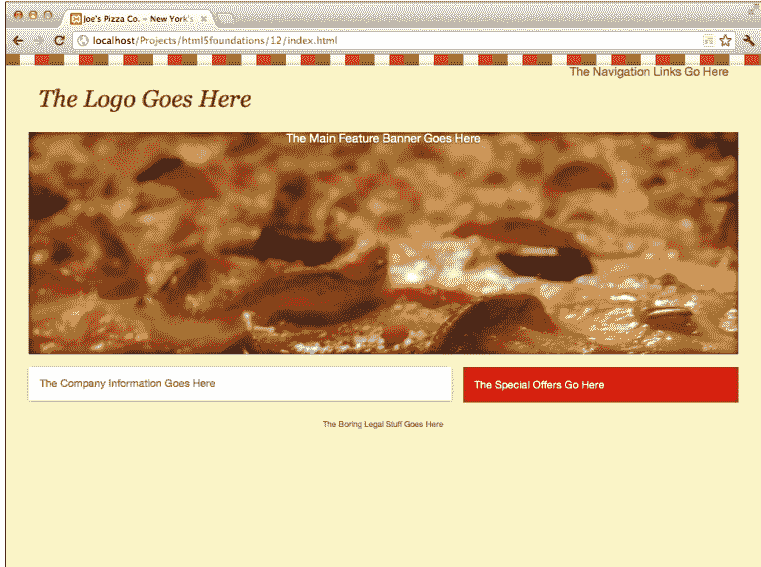 Joe's Pizza Co. – New York's
localhost/Projects/html5foundations/12/index.html
The Navigation Links Go Here
The Logo Goes Here
The Main Feature Banner Goes Here
The Company Information Goes Here
The Special Offers Go Here
The Boring Legal Stuff Goes Here